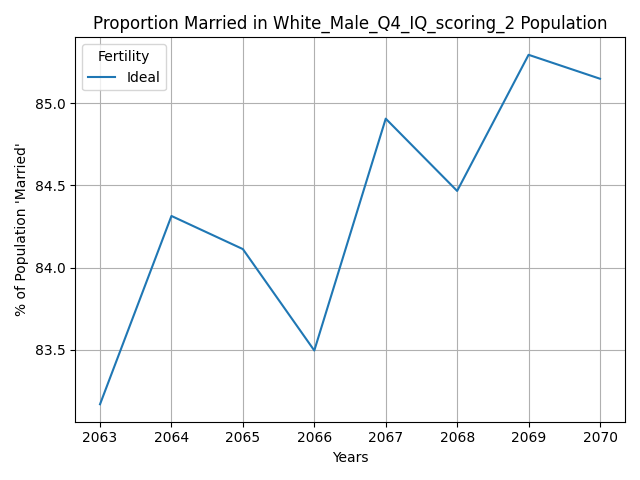 Proportion Married in White_Male_Q4_IQ_scoring_2 Population
Fertility
Ideal
% of Population 'Married'
85.0
84.5
84.0
83.5
2063 2064 2065 2066 2067 2068 2069 2070
Years